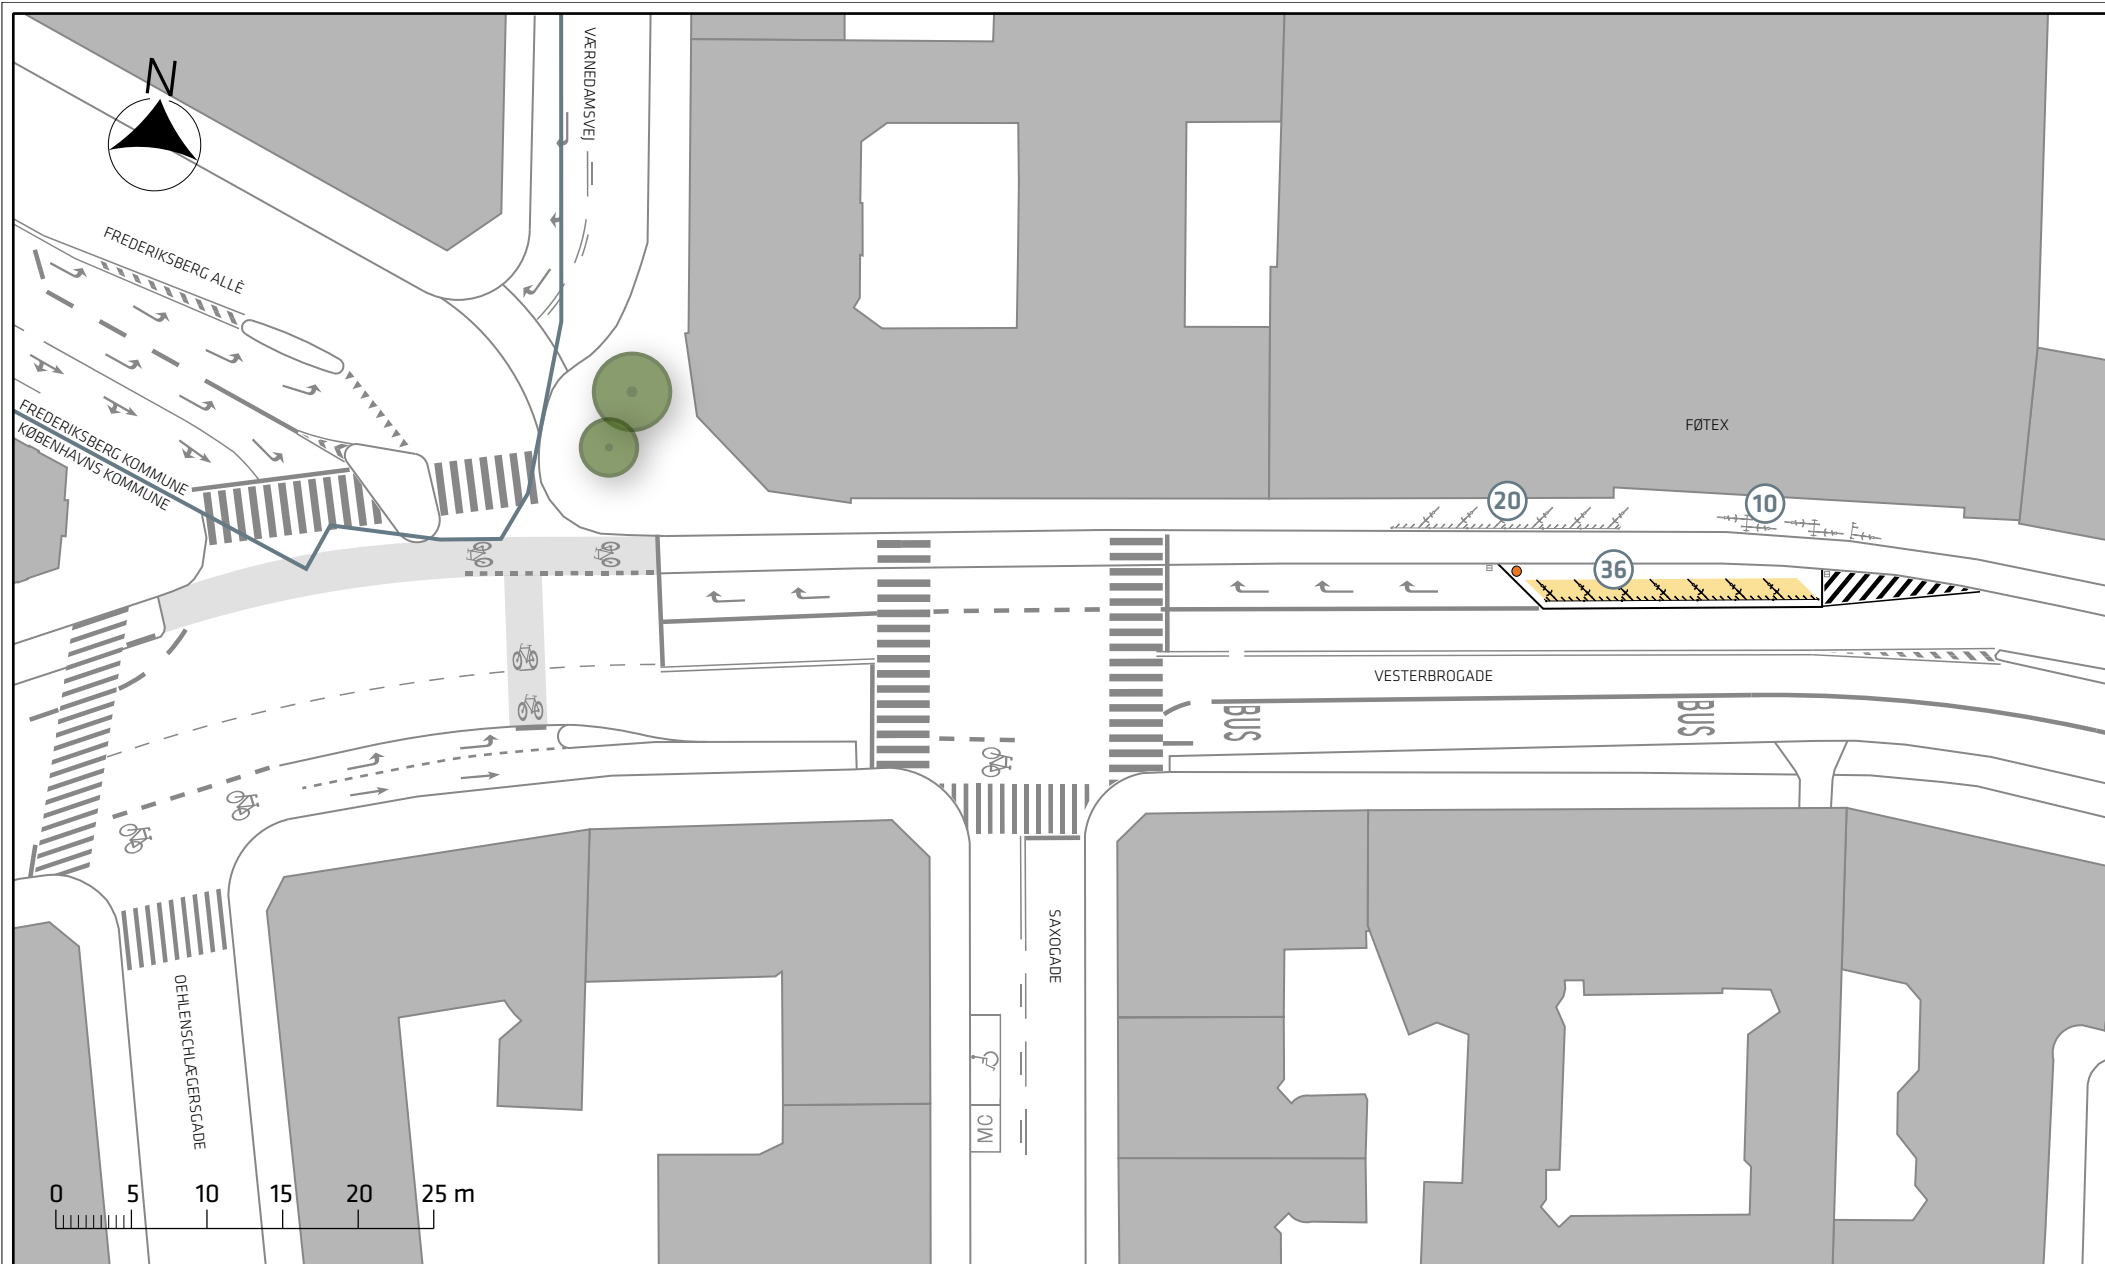 N
VÆRNEDAMSVEJ
FREDERIKSBERG ALLÈ
FREDERIKSBERG KOMMUNE
KØBENHAVNS KOMMUNE
FØTEX
20
10
36
VESTERBROGADE
BUS
BUS
SAXOGADE
OEHLENSCHLÆGERSGADE
MC
0 5 10 15 20 25 m